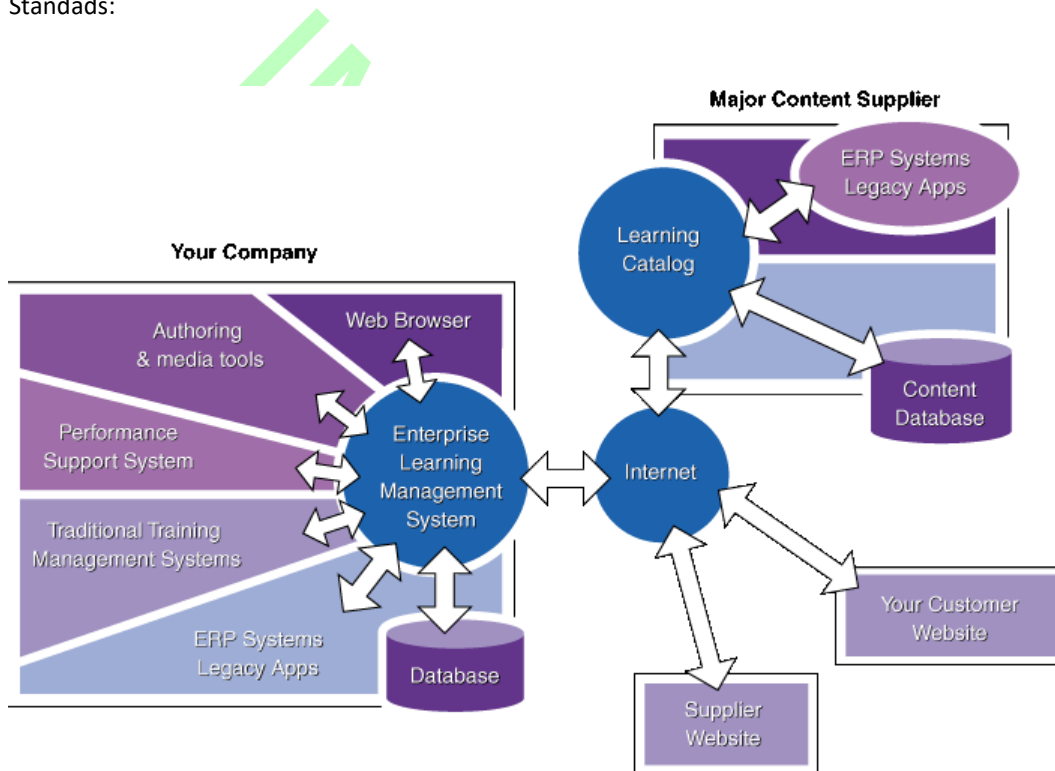 Standads:
Major Content Supplier
ERP Systems
Legacy Apps
Learning
Catalog
Content
Database
Your Company
Authoring
& media tools
Web Browser
Performance
Support System
Enterprise
Learning
Management
System
Traditional Training
Management Systems
ERP Systems
Legacy Apps
Database
Internet
Your Customer
Website
Supplier
Website